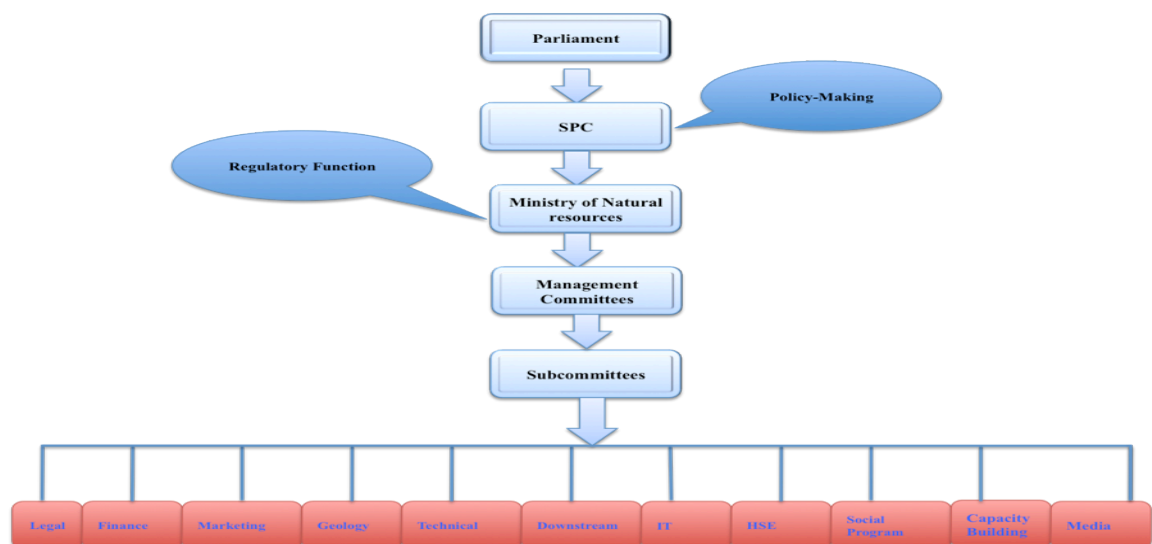 Parliament
Policy-Making
SPC
Regulatory Function
Ministry of Natural
resources
Management
Committees
Subcommittees
Legal
Finance
Marketing
Geology
Technical
Downstream
IT
HSE
Social
Program
Capacity
Building
Media